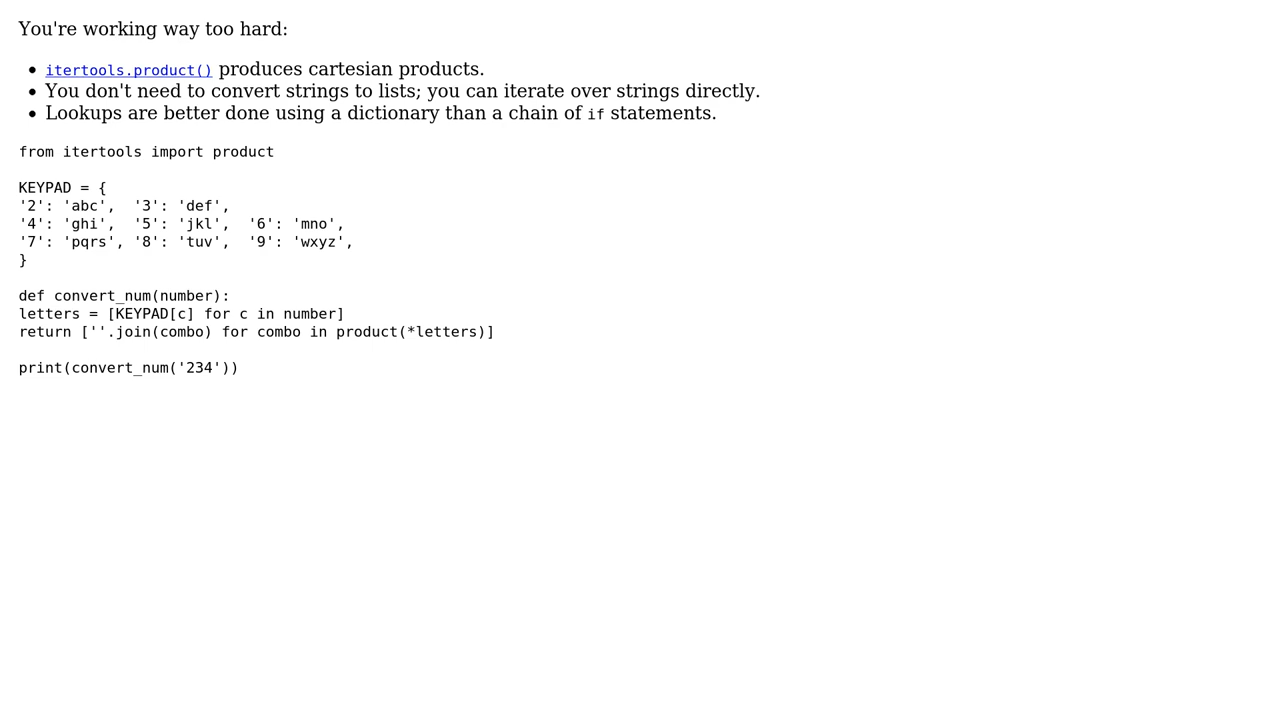 You're working way too hard:
itertools.product() produces cartesian products.
You don't need to convert strings to lists; you can iterate over strings directly.
Lookups are better done using a dictionary than a chain of if statements.
from itertools import product
KEYPAD = {
'2': 'abc',  '3': 'def',
'4': 'ghi',  '5': 'jkl',  '6': 'mno',
'7': 'pqrs', '8': 'tuv',  '9': 'wxyz',
}
def convert_num(number):
letters = [KEYPAD[c] for c in number]
return [''.join(combo) for combo in product(*letters)]
print(convert_num('234'))